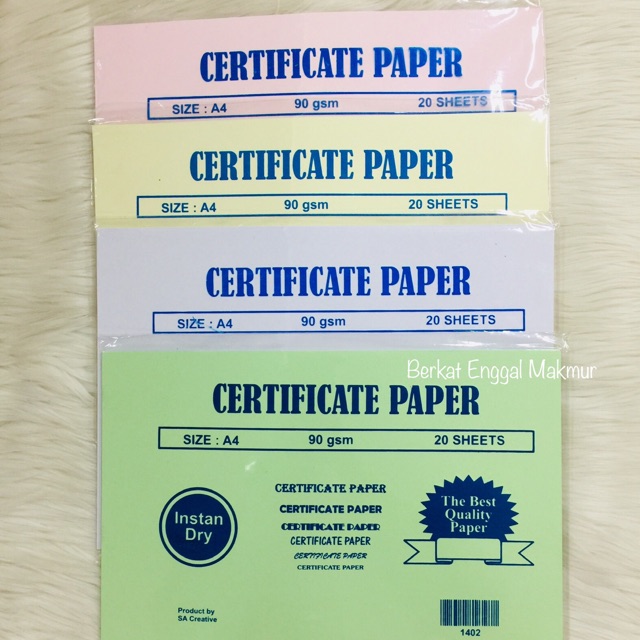 CERTIFICATE PAPER
SIZE : A4 90 gsm 20 SHEETS
CERTIFICATE PAPER
SIZE : A4 90 gsm 20 SHEETS
CERTIFICATE PAPER
SIZE : A4 90 gsm 20 SHEETS
Berkat Enggal Makmur
CERTIFICATE PAPER
SIZE : A4 90 gsm 20 SHEETS
Instan
Dry
CERTIFICATE PAPER
CERTIFICATE PAPER
CERTIFICATE PAPER
CERTIFICATE PAPER
CERTIFICATE PAPER
CERTIFICATE PAPER
The Best
Quality
Paper
Product by
SA Creative
1402